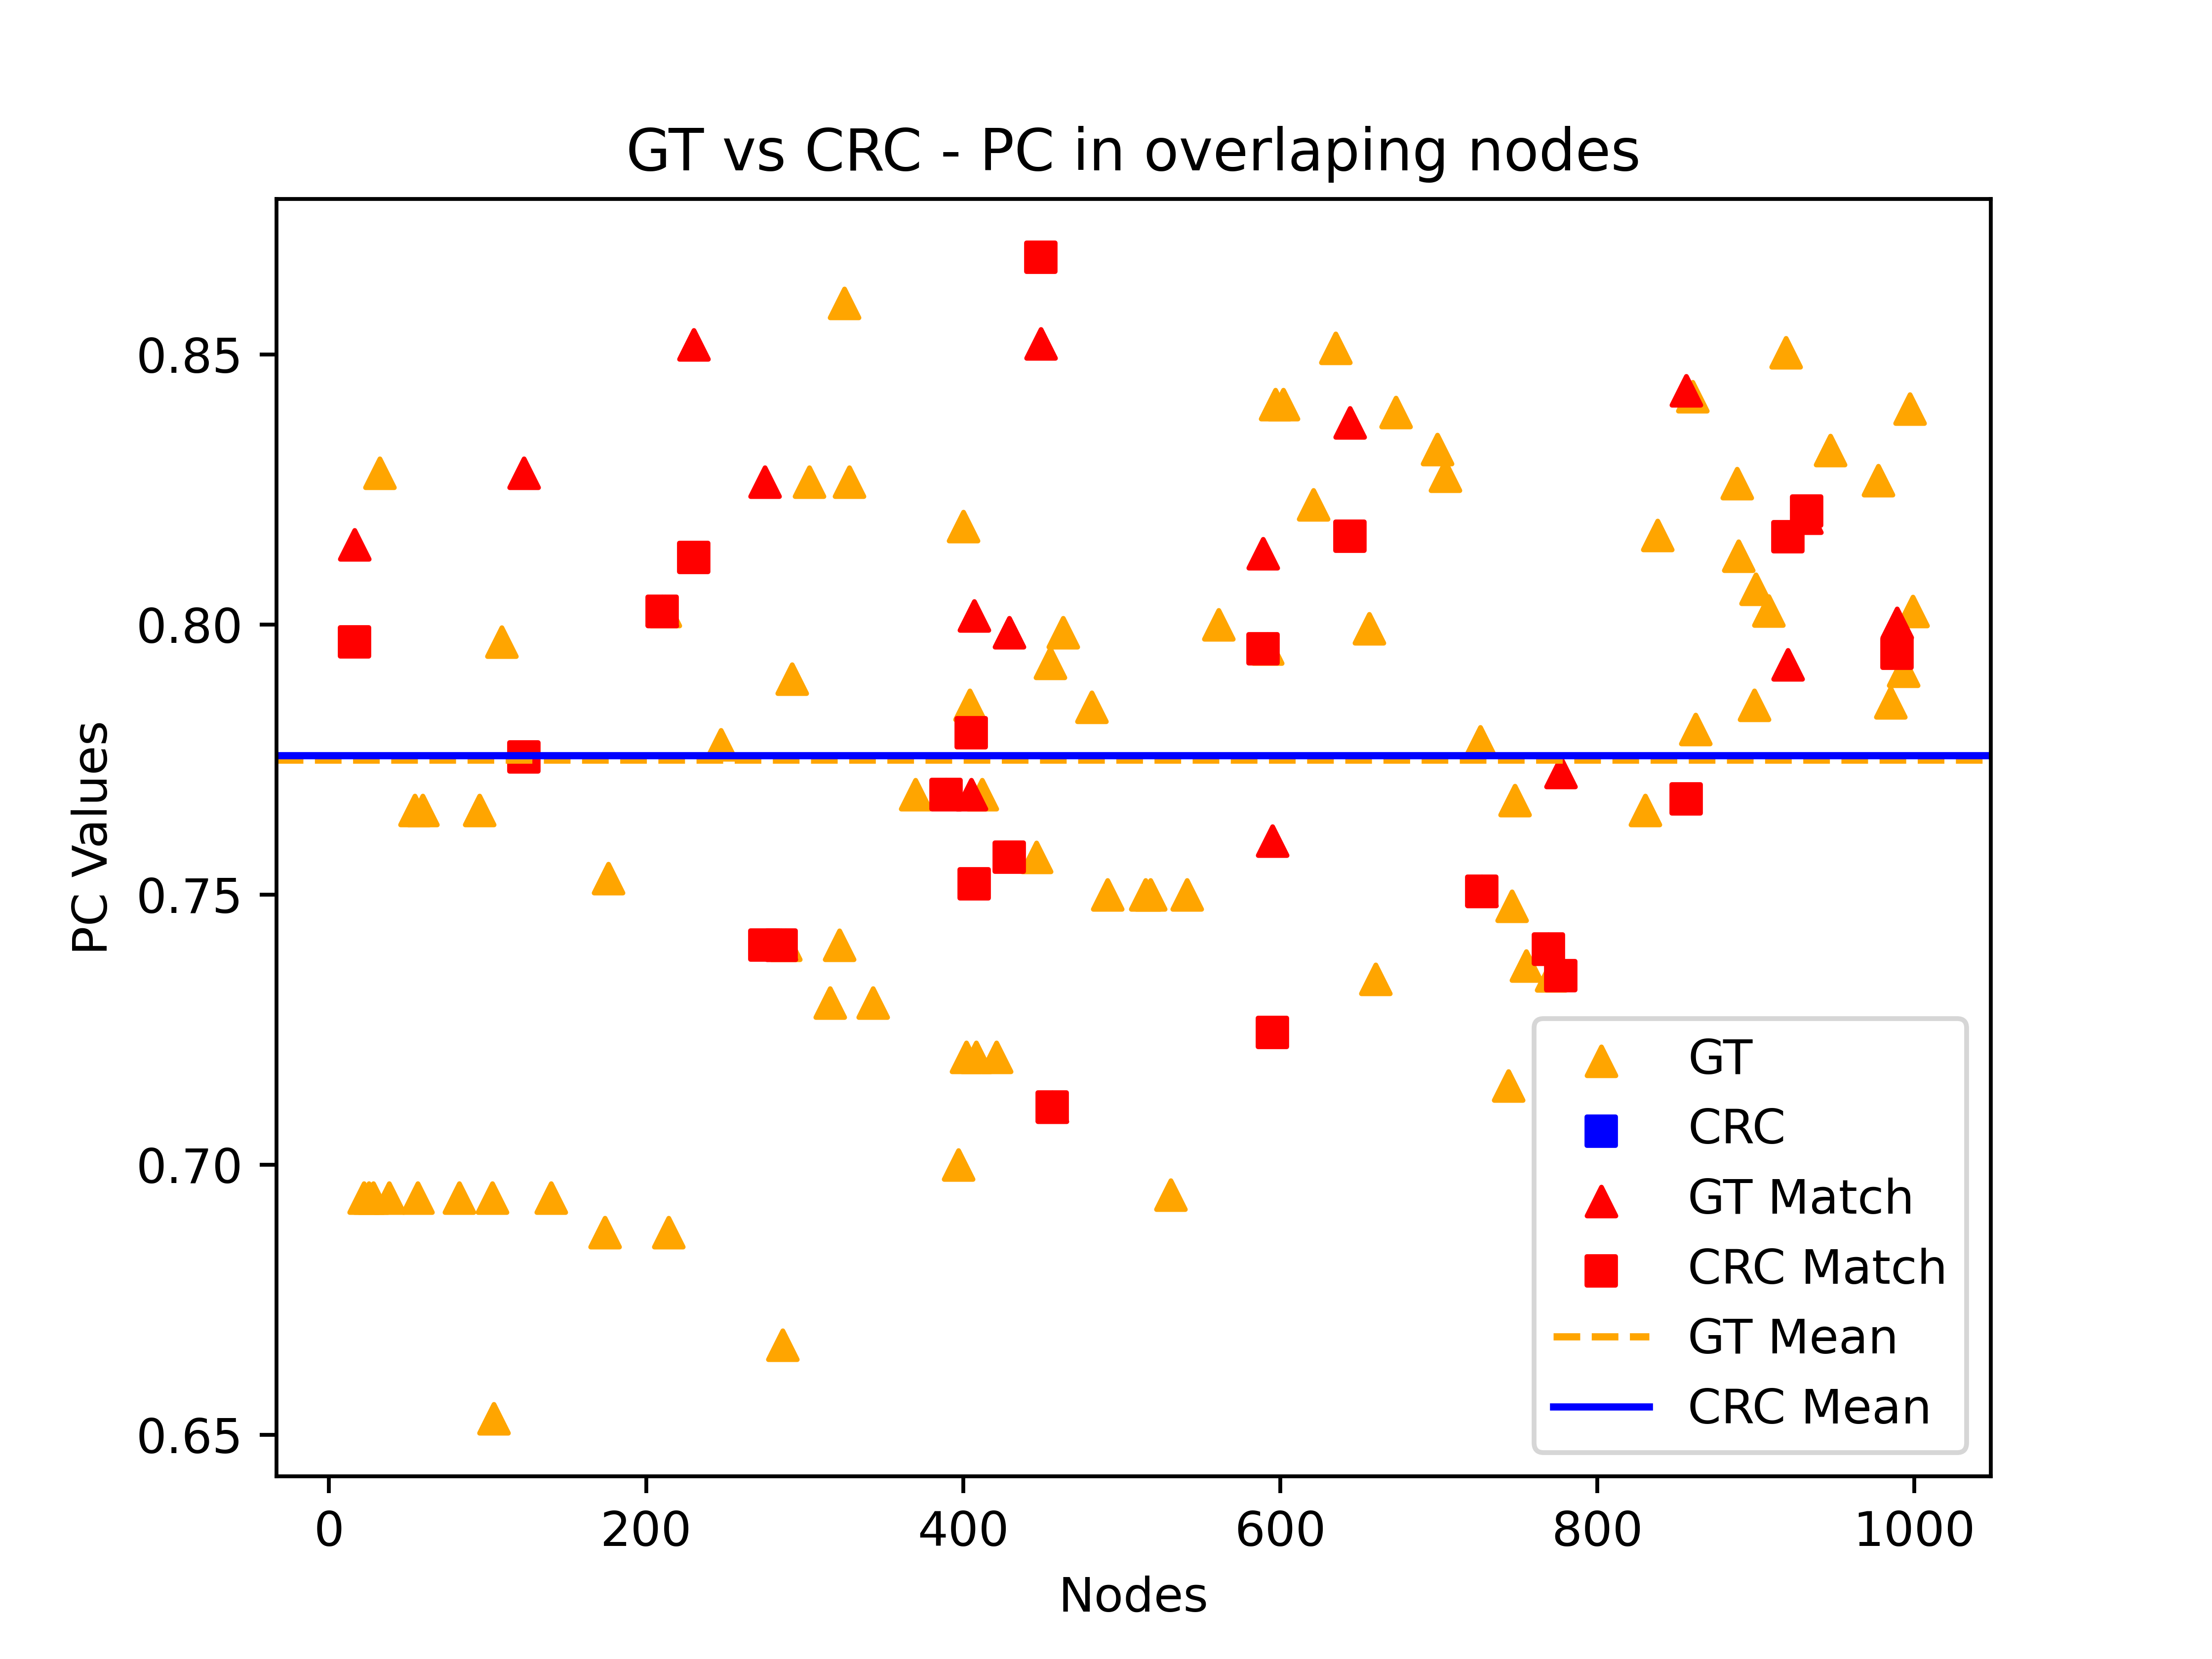 GT vs CRC - PC in overlaping nodes
PC Values
0.85
0.80
0.75
0.70
0.65
0
200
400
600
800
1000
Nodes
GT
CRC
GT Match
CRC Match
GT Mean
CRC Mean